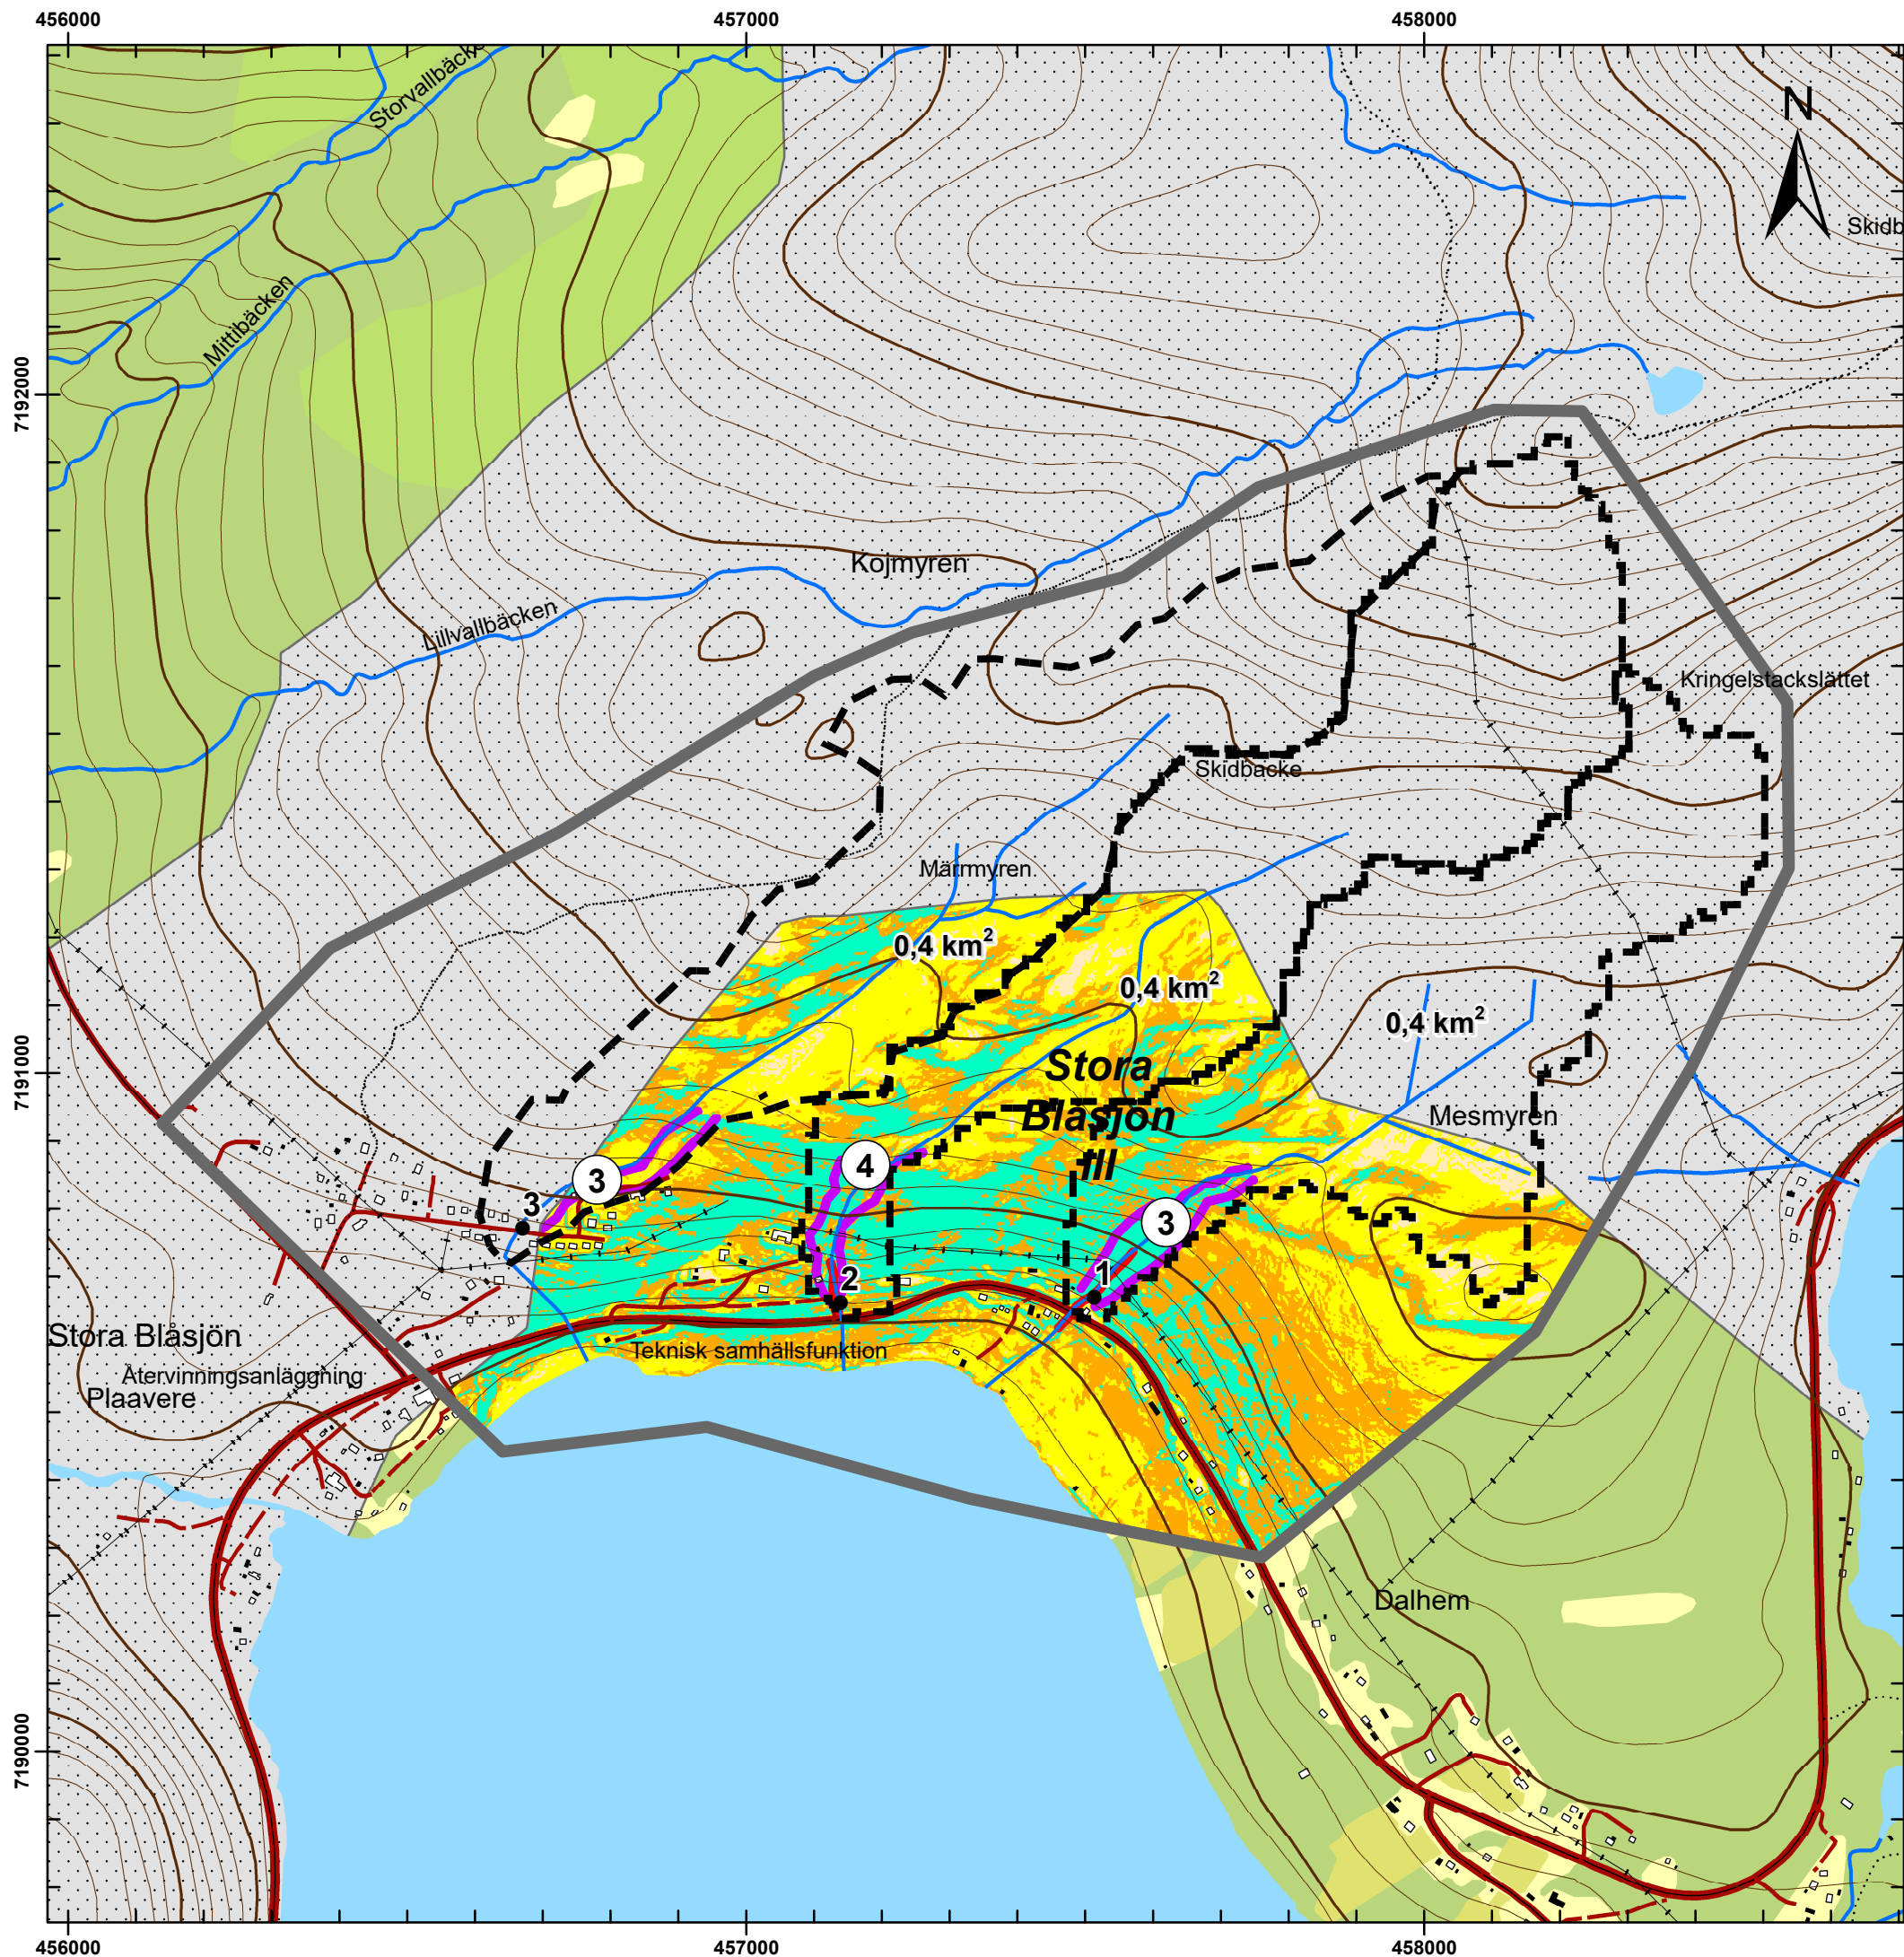 456000
457000
458000
N
Storvallbäcke
Skidb
Mittibäcken
7192000
Kojmyren
Lillvallbäcken
Kringelstackslättet
Skidbacke
Märrmyren
0,4 km²
0,4 km²
0,4 km²
7191000
Stora
Blåsjön
III
Mesmyren
3
4
3
3
2
1
Stora Blåsjön
Teknisk samhällsfunktion
Återvinningsanläggning
Plaavere
Dalhem
7190000
456000
457000
458000